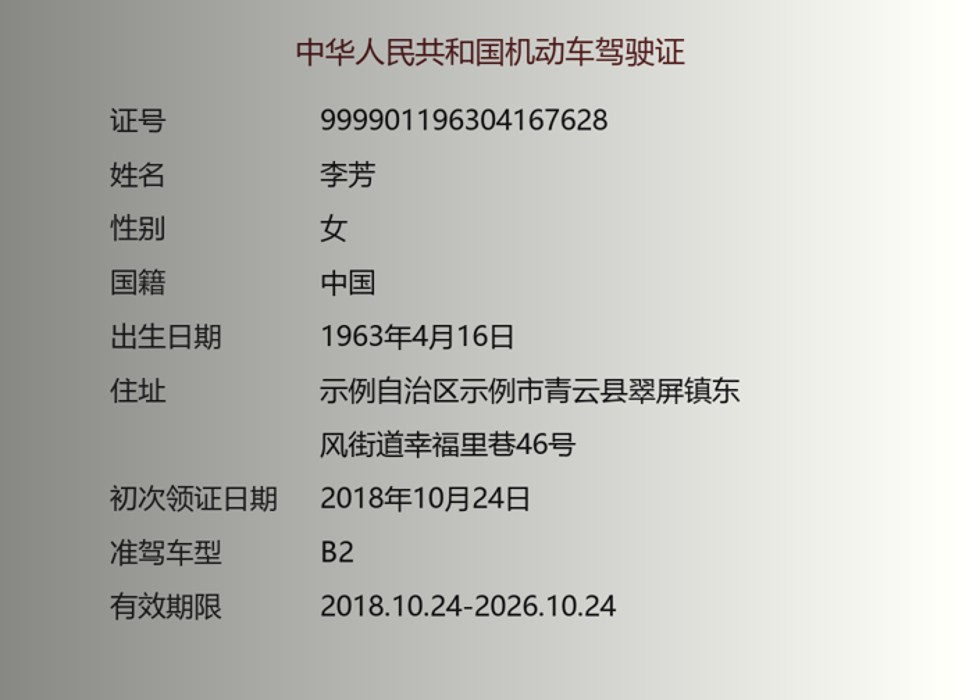 中华人民共和国机动车驾驶证
证号 999901196304167628
姓名 李芳
性别 女
国籍 中国
出生日期 1963年4月16日
住址 示例自治区示例市青云县翠屏镇东
风街道幸福里巷46号
初次领证日期 2018年10月24日
准驾车型 B2
有效期限 2018.10.24-2026.10.24